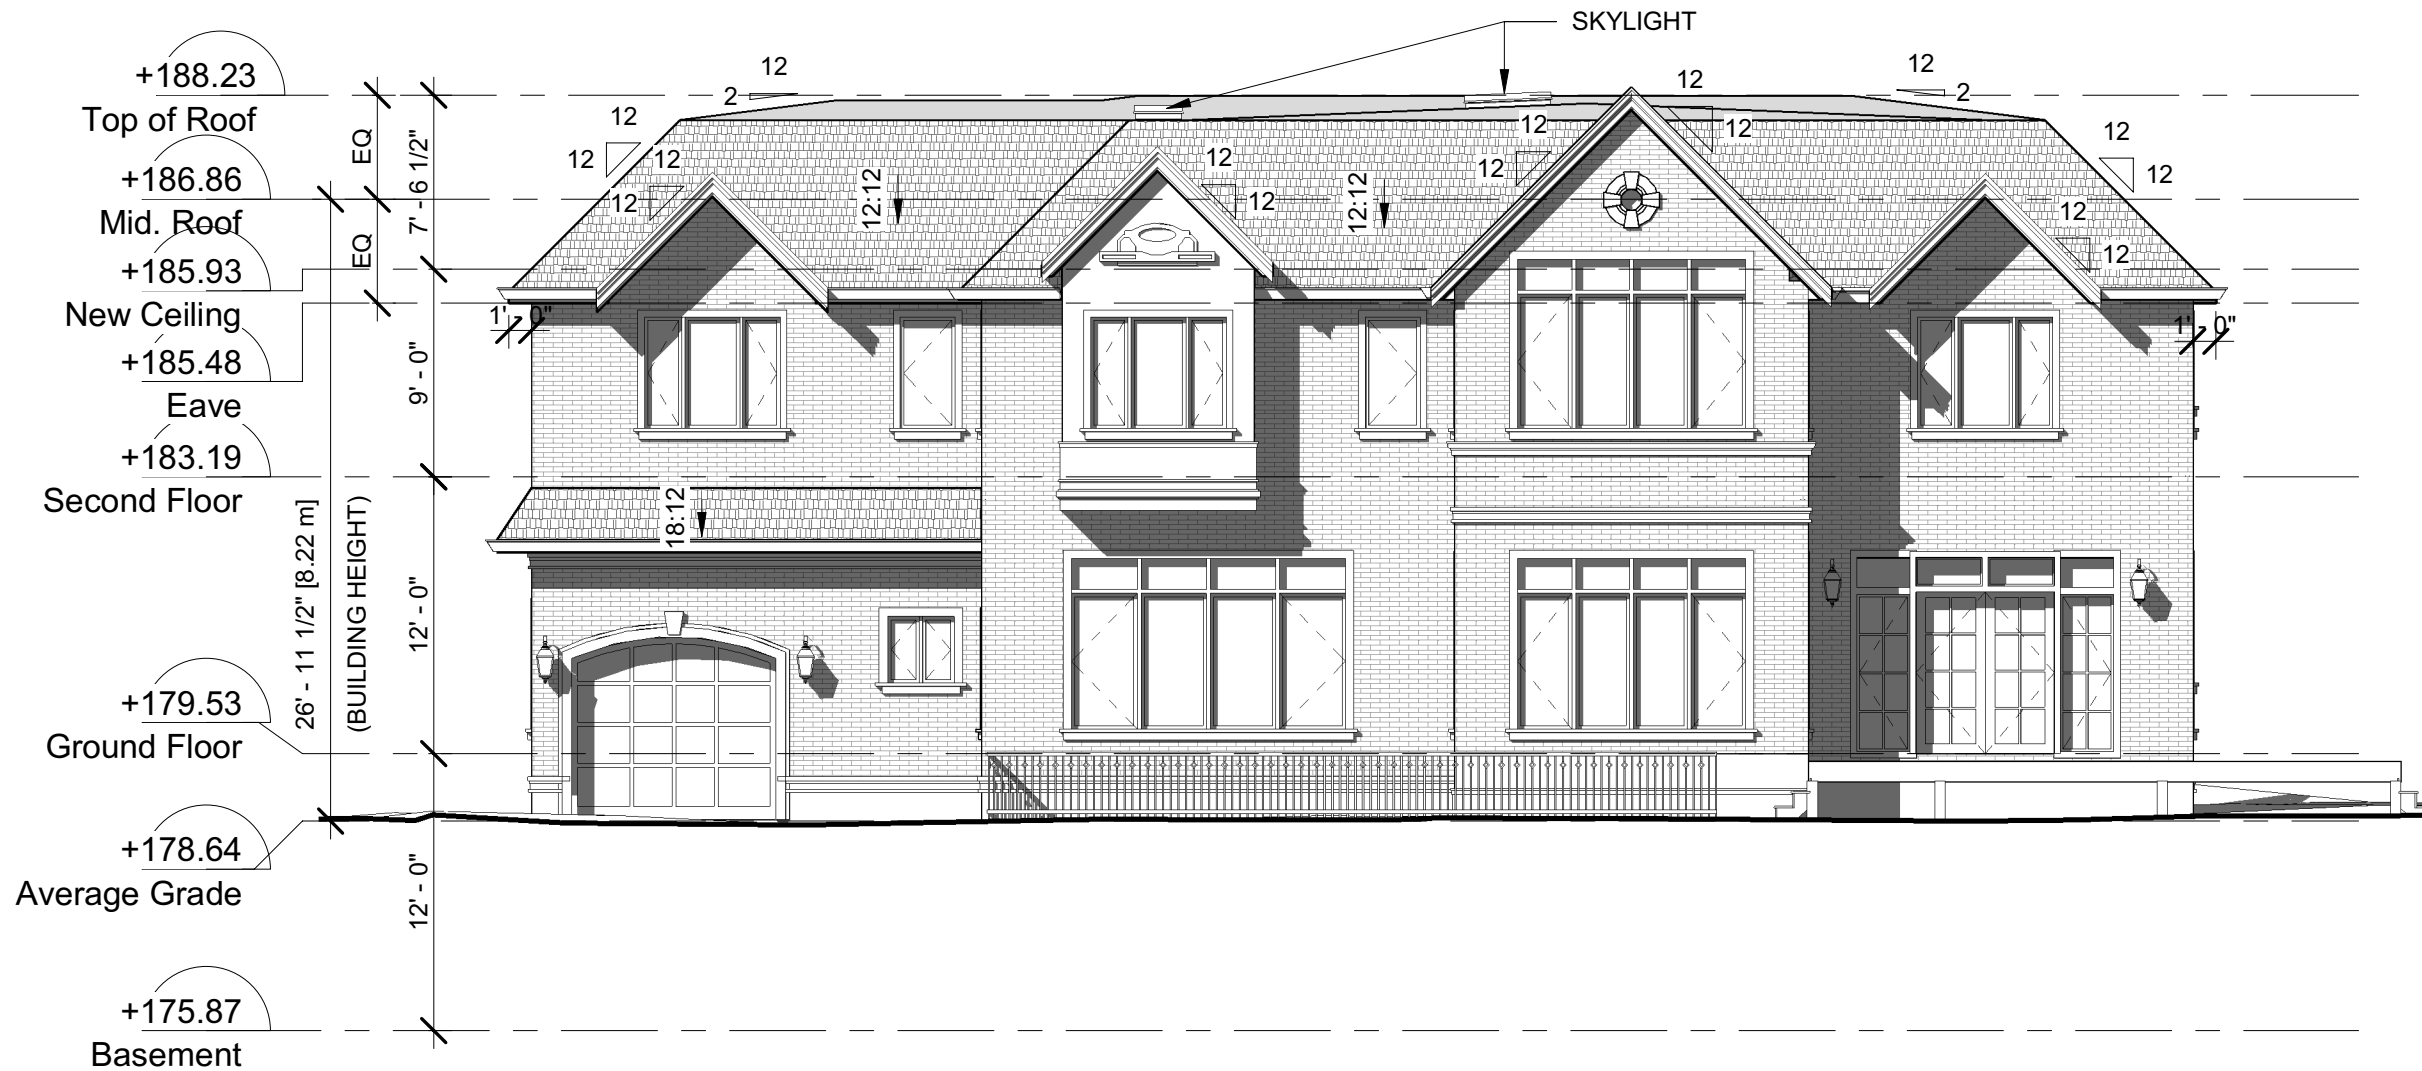 SKYLIGHT
+188.23
Top of Roof
+186.86
Mid. Roof
+185.93
New Ceiling
+185.48
Eave
+183.19
Second Floor
+179.53
Ground Floor
+178.64
Average Grade
+175.87
Basement
EQ
EQ
7' - 6 1/2"
9' - 0"
12' - 0"
12' - 0"
26' - 11 1/2" [8.22 m]
(BUILDING HEIGHT)
1' - 0"
1' - 0"
12
2
12
12
12
12
12:12
12
12
12:12
12
12
12
12
12
2
12
12
12
12
18:12